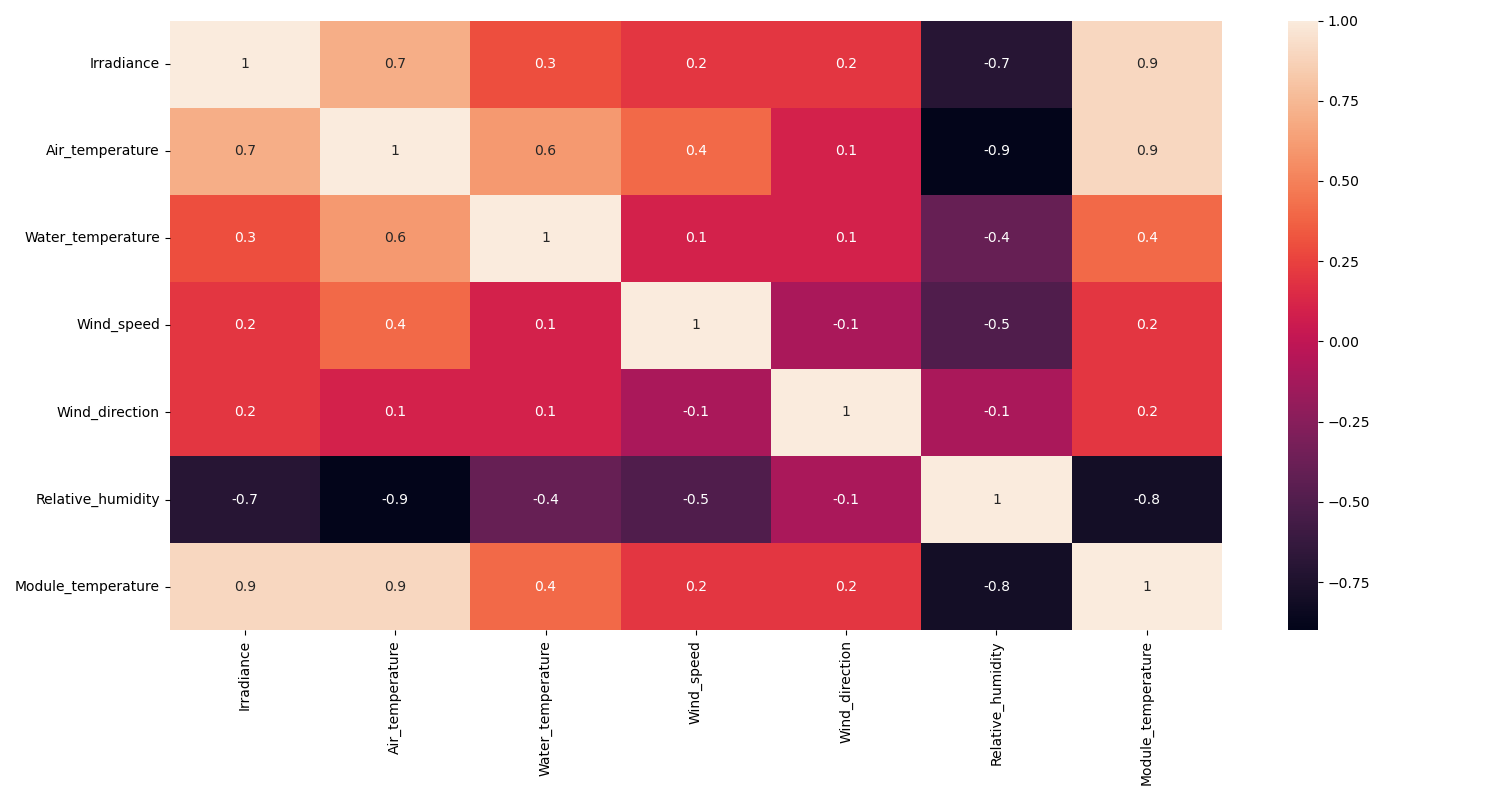 Irradiance 1 0.7 0.3 0.2 0.2 -0.7 0.9
Air_temperature 0.7 1 0.6 0.4 0.1 -0.9 0.9
Water_temperature 0.3 0.6 1 0.1 0.1 -0.4 0.4
Wind_speed 0.2 0.4 0.1 1 -0.1 -0.5 0.2
Wind_direction 0.2 0.1 0.1 -0.1 1 -0.1 0.2
Relative_humidity -0.7 -0.9 -0.4 -0.5 -0.1 1 -0.8
Module_temperature 0.9 0.9 0.4 0.2 0.2 -0.8 1
Irradiance
Air_temperature
Water_temperature
Wind_speed
Wind_direction
Relative_humidity
Module_temperature
1.00
0.75
0.50
0.25
0.00
−0.25
−0.50
−0.75